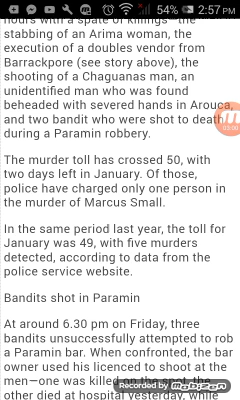 54% 2:57 PM
hours with a spate of killings—the
stabbing of an Arima woman, the
execution of a doubles vendor from
Barrackpore (see story above), the
shooting of a Chaguanas man, an
unidentified man who was found
beheaded with severed hands in Arouca,
and two bandit who were shot to death
during a Paramin robbery.
03:00
The murder toll has crossed 50, with
two days left in January. Of those,
police have charged only one person in
the murder of Marcus Small.
In the same period last year, the toll for
January was 49, with five murders
detected, according to data from the
police service website.
Bandits shot in Paramin
At around 6.30 pm on Friday, three
bandits unsuccessfully attempted to rob
a Paramin bar. When confronted, the bar
owner used his licenced to shoot at the
men—one was killed on the spot, the
other died at hospital yesterday, while
Recorded by